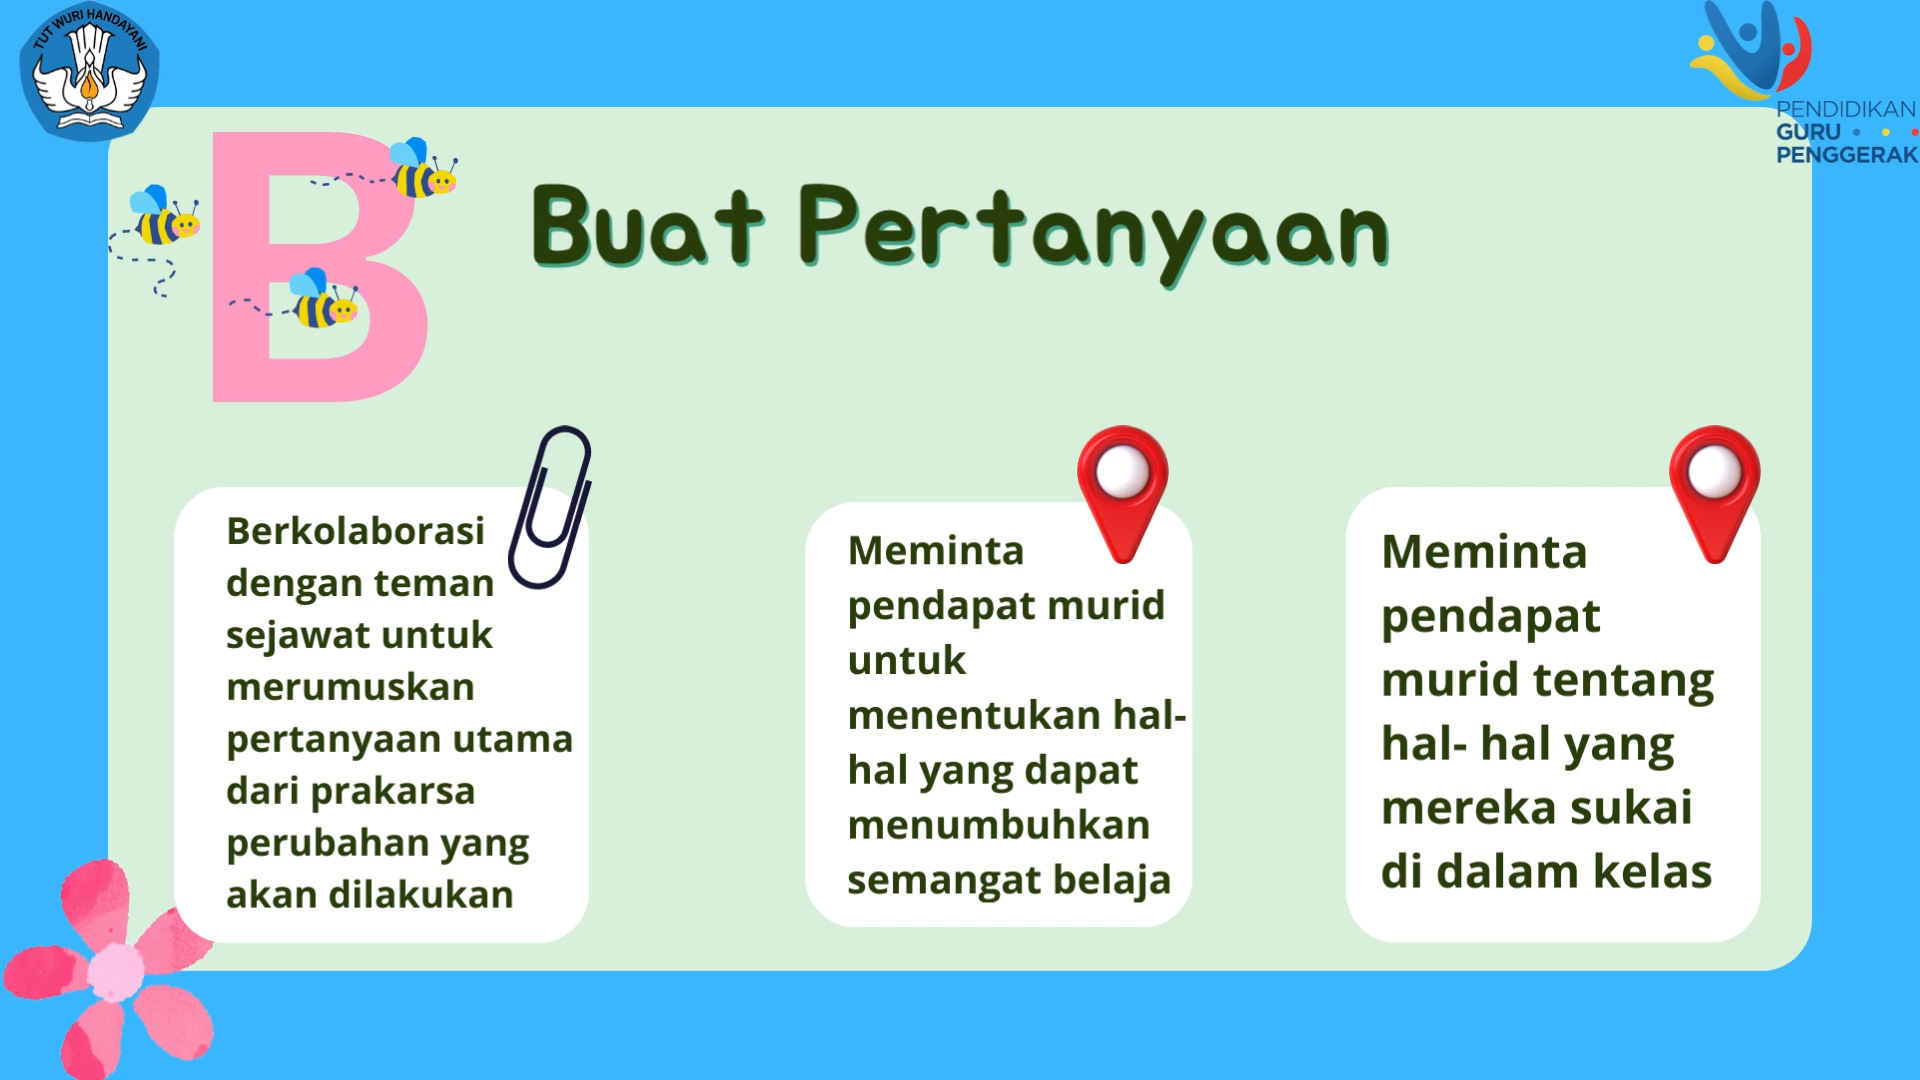 TUT WURI HANDAYANI
PENDIDIKAN
GURU
PENGGERAK
B
Buat Pertanyaan
Berkolaborasi
dengan teman
sejawat untuk
merumuskan
pertanyaan utama
dari prakarsa
perubahan yang
akan dilakukan
Meminta
pendapat murid
untuk
menentukan hal-
hal yang dapat
menumbuhkan
semangat belaja
Meminta
pendapat
murid tentang
hal- hal yang
mereka sukai
di dalam kelas